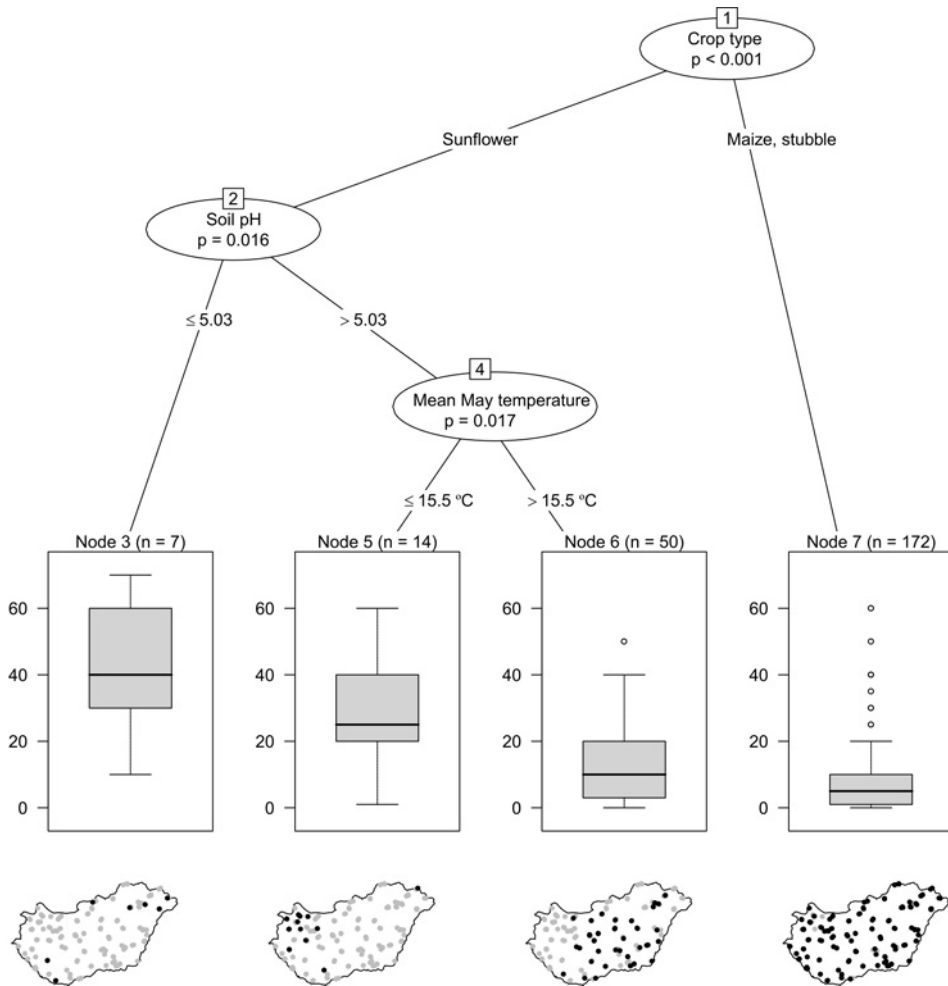 1
Crop type
p < 0.001
Sunflower
Maize, stubble
2
Soil pH
p = 0.016
≤ 5.03
> 5.03
4
Mean May temperature
p = 0.017
≤ 15.5 ºC
> 15.5 ºC
Node 3 (n = 7)
60
40
20
0
Node 5 (n = 14)
60
40
20
0
Node 6 (n = 50)
60
40
20
0
Node 7 (n = 172)
60
40
20
0